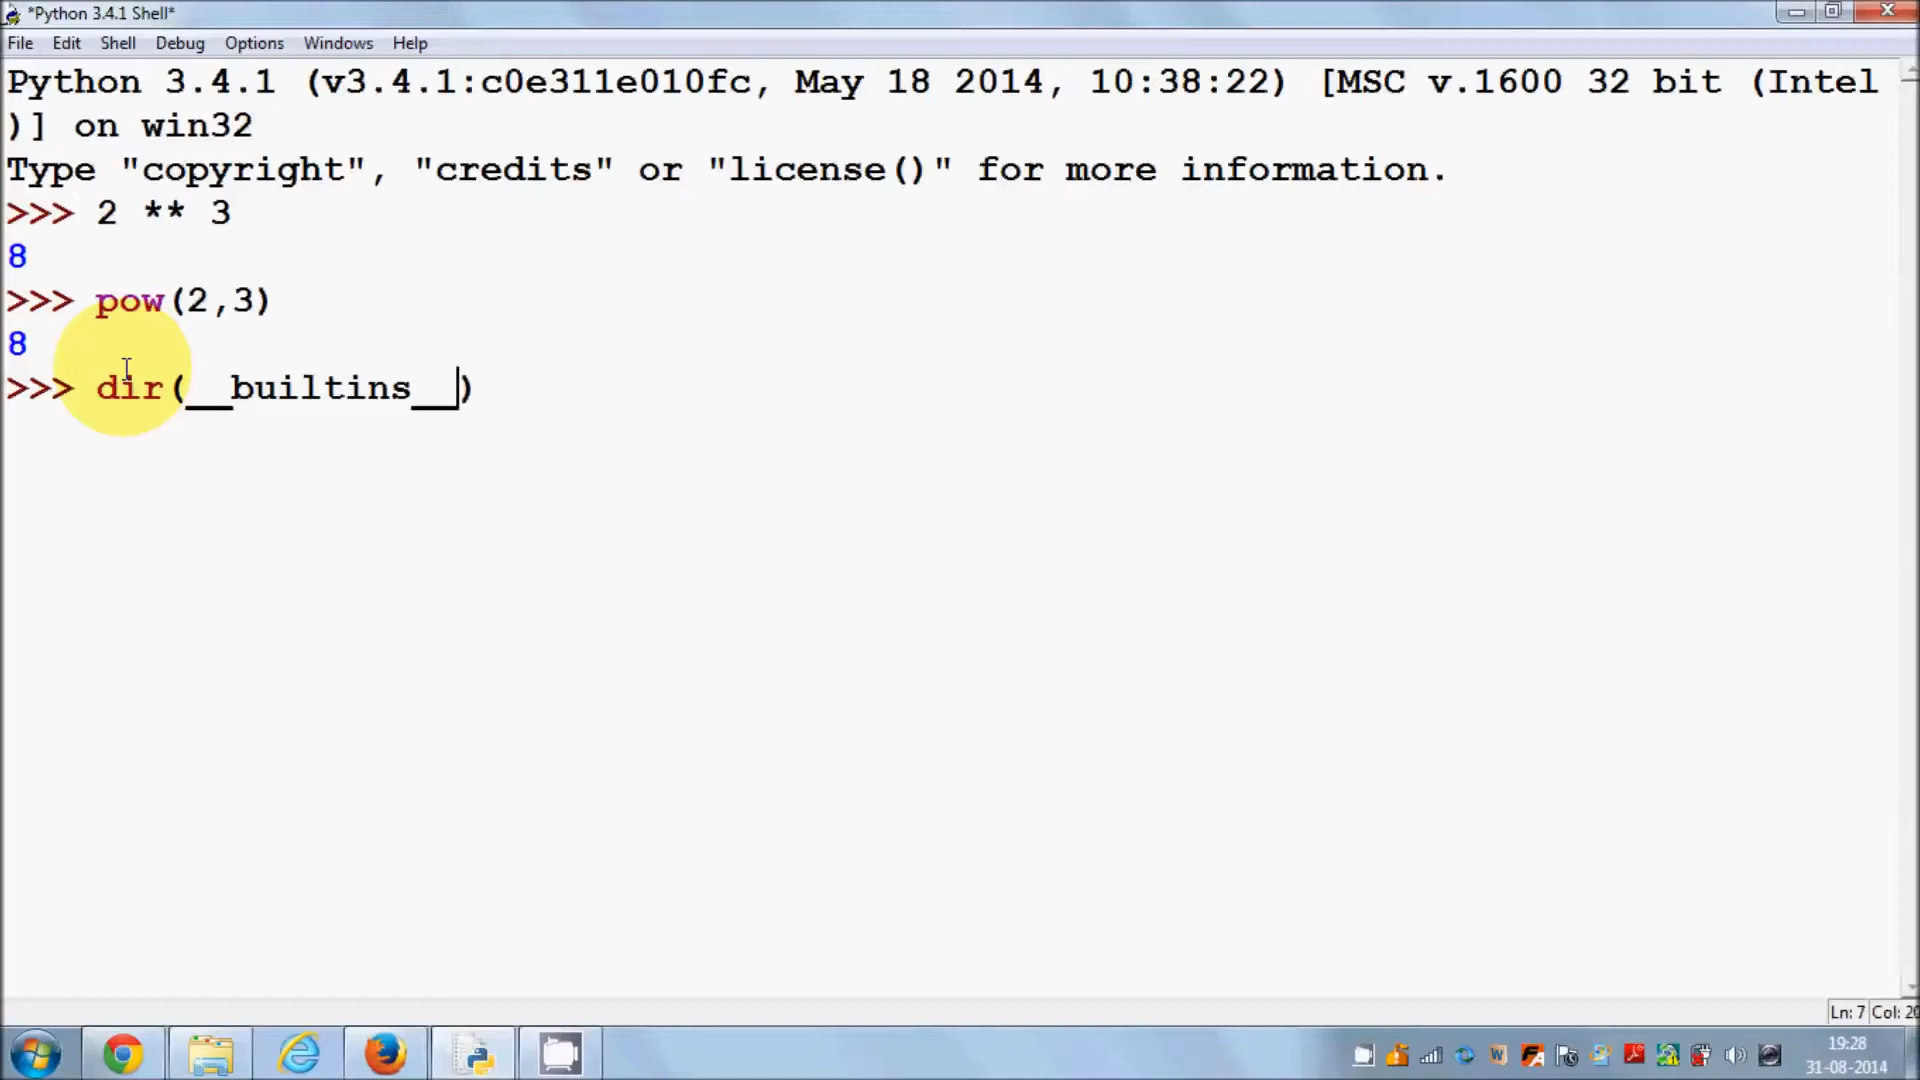 *Python 3.4.1 Shell*
File Edit Shell Debug Options Windows Help
Python 3.4.1 (v3.4.1:c0e311e010fc, May 18 2014, 10:38:22) [MSC v.1600 32 bit (Intel
)] on win32
Type "copyright", "credits" or "license()" for more information.
>>> 2 ** 3
8
>>> pow(2,3)
8
>>> dir(__builtins__)
Ln: 7 Col: 20
19:28
31-08-2014